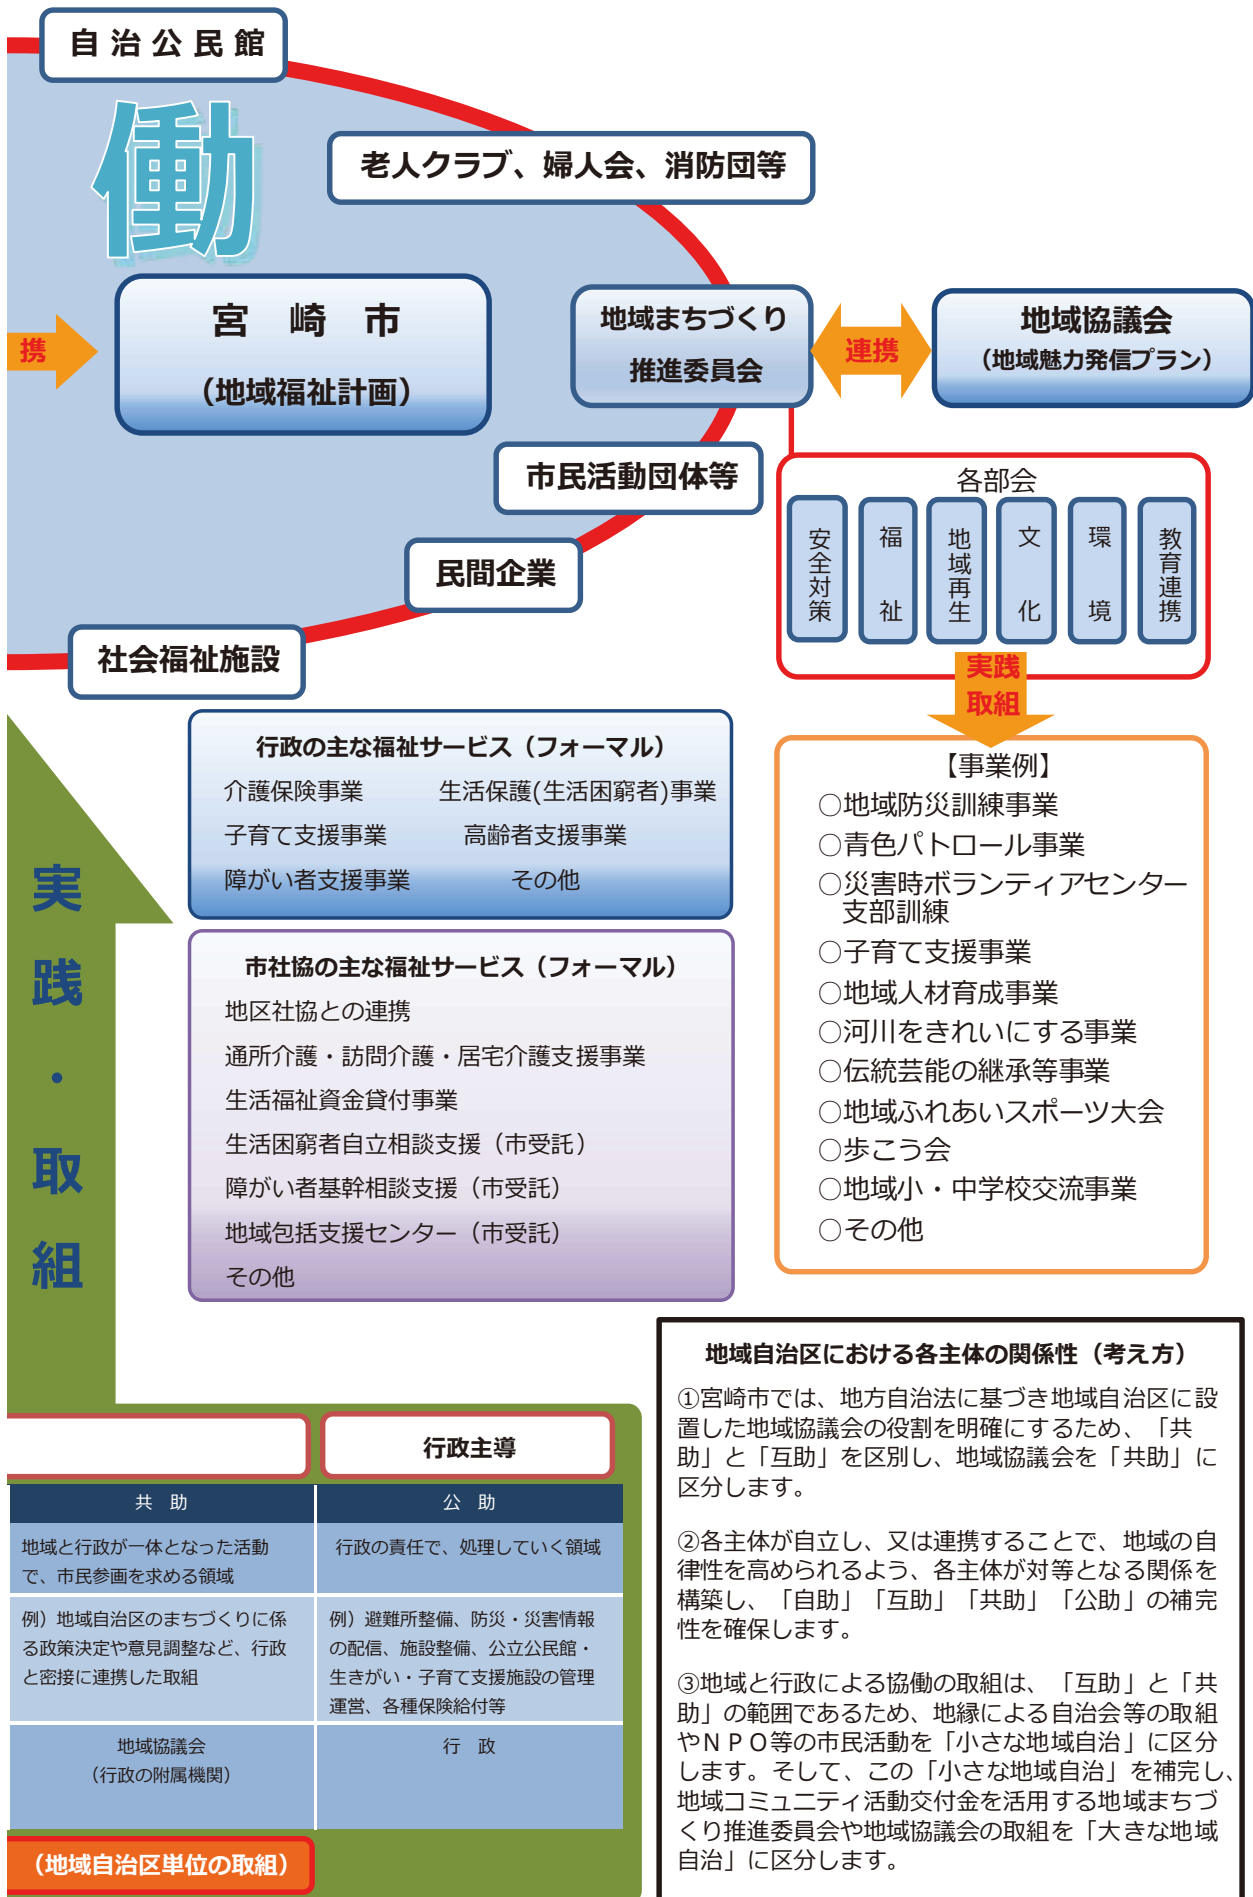 自治公民館
働
老人クラブ、婦人会、消防団等
宮　崎　市
（地域福祉計画）
携
地域まちづくり
推進委員会
連携
地域協議会
（地域魅力発信プラン）
市民活動団体等
民間企業
社会福祉施設
各部会
安全対策
福　祉
地域再生
文　化
環　境
教育連携
実践
取組
【事業例】
○地域防災訓練事業
○青色パトロール事業
○災害時ボランティアセンター
支部訓練
○子育て支援事業
○地域人材育成事業
○河川をきれいにする事業
○伝統芸能の継承等事業
○地域ふれあいスポーツ大会
○歩こう会
○地域小・中学校交流事業
○その他
行政の主な福祉サービス（フォーマル）
介護保険事業　生活保護(生活困窮者)事業
子育て支援事業　高齢者支援事業
障がい者支援事業　その他
市社協の主な福祉サービス（フォーマル）
地区社協との連携
通所介護・訪問介護・居宅介護支援事業
生活福祉資金貸付事業
生活困窮者自立相談支援（市受託）
障がい者基幹相談支援（市受託）
地域包括支援センター（市受託）
その他
実践・取組
行政主導
共　助
公　助
地域と行政が一体となった活動
で、市民参画を求める領域
行政の責任で、処理していく領域
例）地域自治区のまちづくりに係
る政策決定や意見調整など、行政
と密接に連携した取組
例）避難所整備、防災・災害情報
の配信、施設整備、公立公民館・
生きがい・子育て支援施設の管理
運営、各種保険給付等
地域協議会
（行政の附属機関）
行　政
（地域自治区単位の取組）
地域自治区における各主体の関係性（考え方）
①宮崎市では、地方自治法に基づき地域自治区に設
置した地域協議会の役割を明確にするため、「共
助」と「互助」を区別し、地域協議会を「共助」に
区分します。
②各主体が自立し、又は連携することで、地域の自
律性を高められるよう、各主体が対等となる関係を
構築し、「自助」「互助」「共助」「公助」の補完
性を確保します。
③地域と行政による協働の取組は、「互助」と「共
助」の範囲であるため、地縁による自治会等の取組
やＮＰＯ等の市民活動を「小さな地域自治」に区分
します。そして、この「小さな地域自治」を補完し、
地域コミュニティ活動交付金を活用する地域まちづ
くり推進委員会や地域協議会の取組を「大きな地域
自治」に区分します。